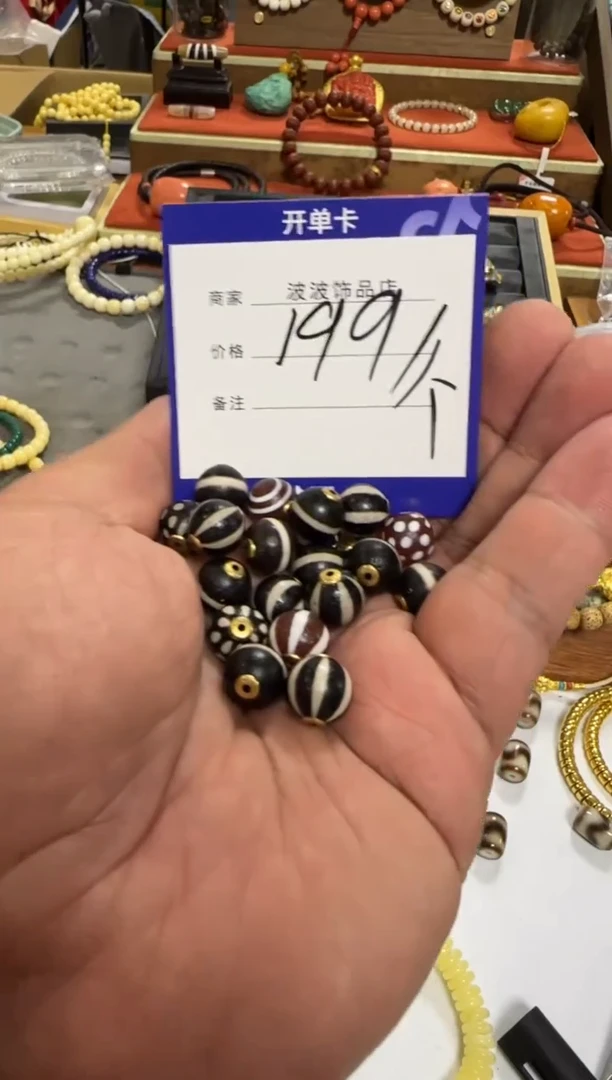 开单卡
商家 波波饰品店
价格 199/个
备注